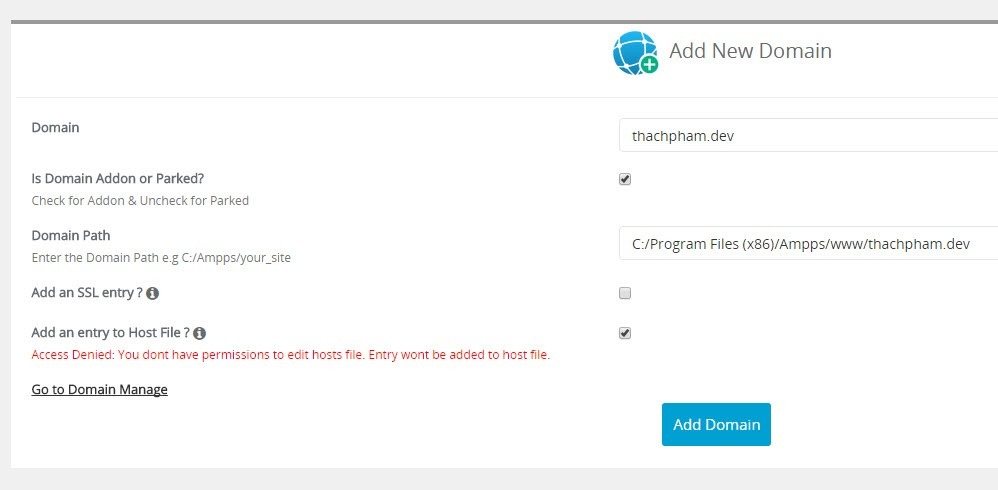 Add New Domain
Domain
thachpham.dev
Is Domain Addon or Parked?
Check for Addon & Uncheck for Parked
Domain Path
Enter the Domain Path e.g C:/Ampps/your_site
C:/Program Files (x86)/Ampps/www/thachpham.dev
Add an SSL entry ?
Add an entry to Host File ?
Access Denied: You dont have permissions to edit hosts file. Entry wont be added to host file.
Go to Domain Manage
Add Domain